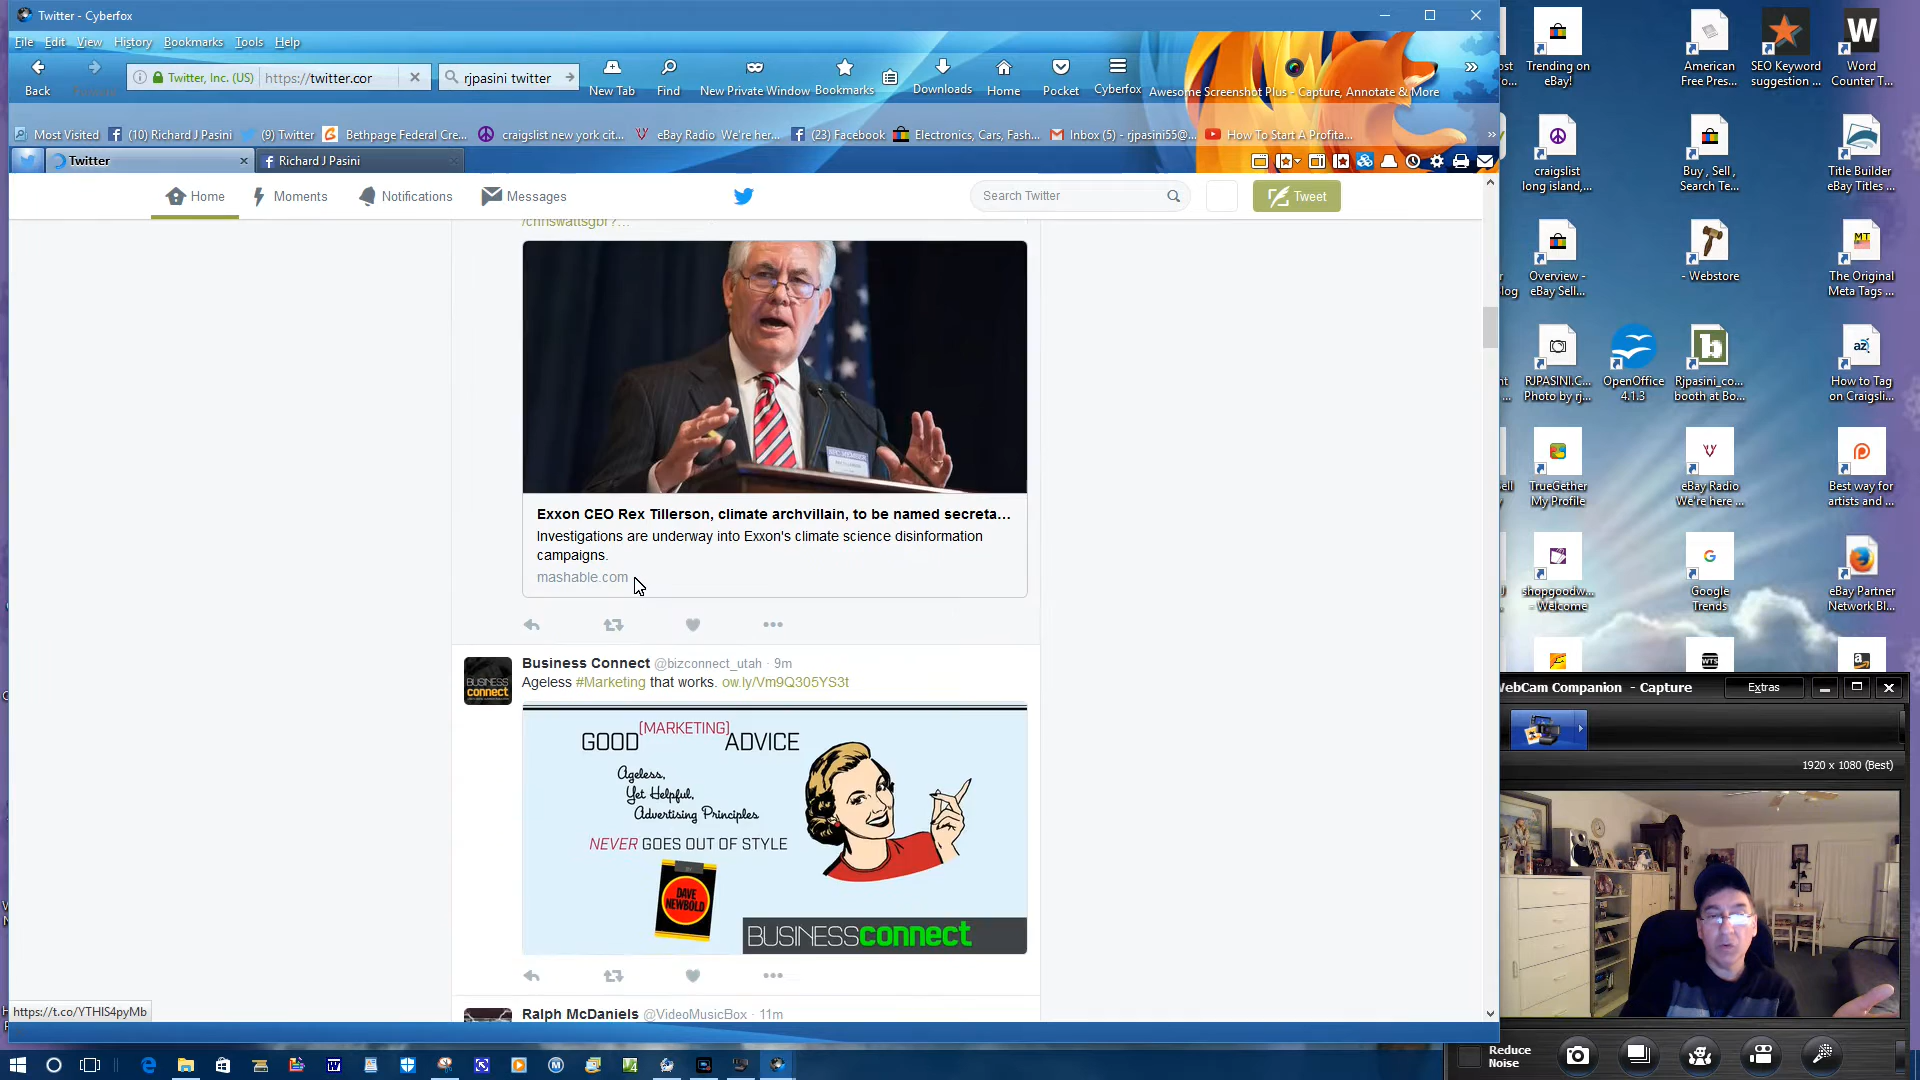 Twitter - Cyberfox
File Edit View History Bookmarks Tools Help
Back
Twitter, Inc. (US) https://twitter.cor
rjpasini twitter
New Tab Find New Private Window Bookmarks Downloads Home Pocket Cyberfox Awesome Screenshot Plus - Capture, Annotate & More
Most Visited (10) Richard J Pasini (9) Twitter Bethpage Federal Cre... craigslist new york cit... eBay Radio We're her... (23) Facebook Electronics, Cars, Fash... Inbox (5) - rjpasini55@... How To Start A Profita...
Twitter
Richard J Pasini
Home Moments Notifications Messages Search Twitter Tweet
/chriswattsgbr?...
Exxon CEO Rex Tillerson, climate archvillain, to be named secreta...
Investigations are underway into Exxon's climate science disinformation
campaigns.
mashable.com
Business Connect @bizconnect_utah · 9m
Ageless #Marketing that works. ow.ly/Vm9Q305YS3t
BUSINESS
connect
GOOD [MARKETING] ADVICE
Ageless,
Yet Helpful,
Advertising Principles
NEVER GOES OUT OF STYLE
DAVE
NEWBOLD
BUSINESSconnect
Ralph McDaniels @VideoMusicBox · 11m
https://t.co/YTHIS4pyMb
Trending on
eBay!
American
Free Pres...
SEO Keyword
suggestion ...
W
Word
Counter T...
craigslist
long island,...
Buy , Sell ,
Search Te...
Title Builder
eBay Titles ...
Overview -
eBay Sell...
- Webstore
MT
The Original
Meta Tags ...
RJPASINI.C...
Photo by rj...
OpenOffice
4.1.3
b
Rjpasini_co...
booth at Bo...
az
How to Tag
on Craigsli...
TrueGether
My Profile
eBay Radio
We're here ...
Best way for
artists and ...
shopgoodw...
- Welcome
G
Google
Trends
eBay Partner
Network Bl...
WTS
WebCam Companion - Capture Extras
1920 x 1080 (Best)
Reduce
Noise